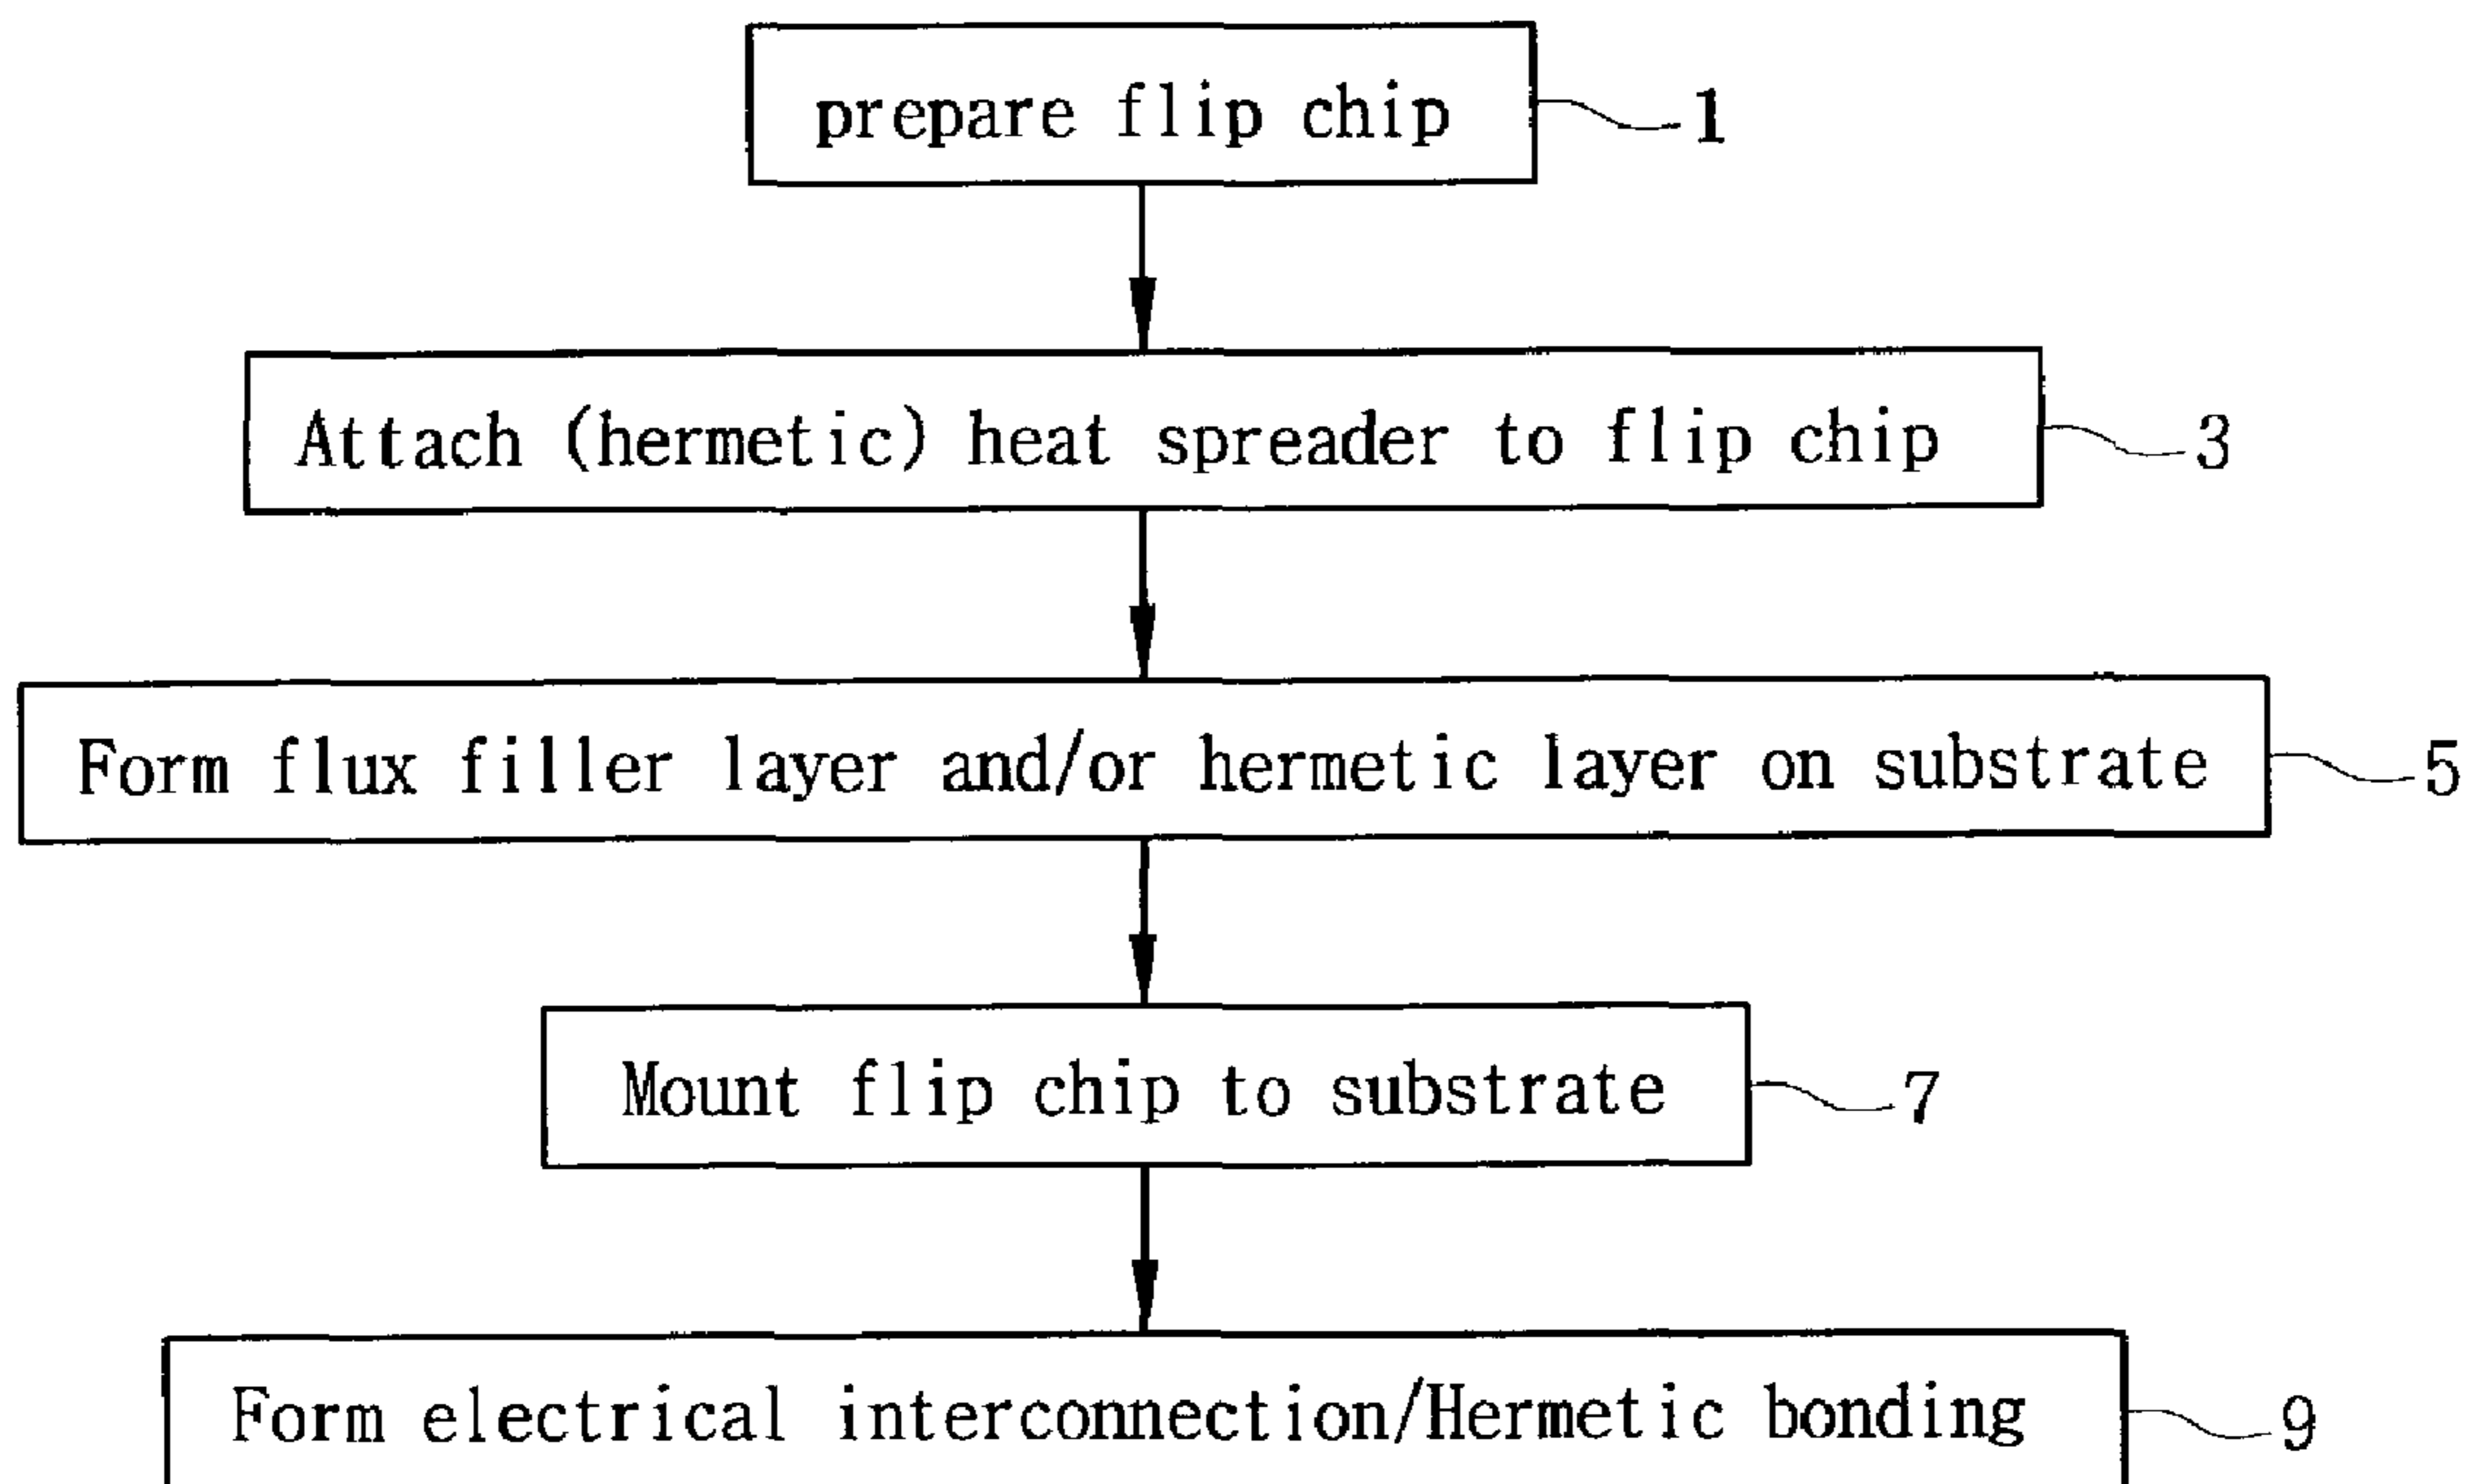 prepare flip chip
1
Attach (hermetic) heat spreader to flip chip
3
Form flux filler layer and/or hermetic layer on substrate
5
Mount flip chip to substrate
7
Form electrical interconnection/Hermetic bonding
9